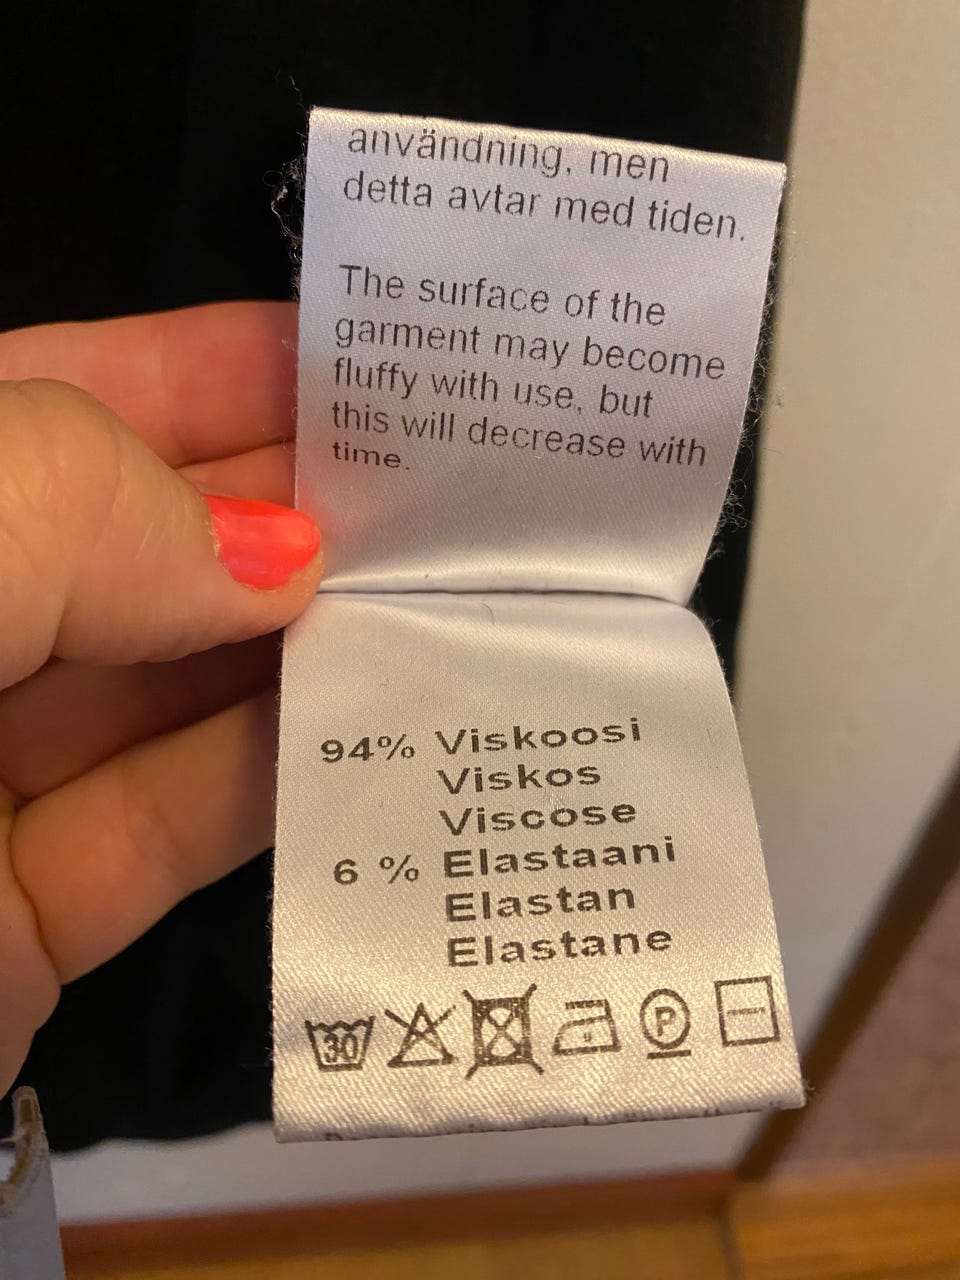 användning, men
detta avtar med tiden.
The surface of the
garment may become
fluffy with use, but
this will decrease with
time.
94% Viskoosi
Viskos
Viscose
6 % Elastaani
Elastan
Elastane
30
P